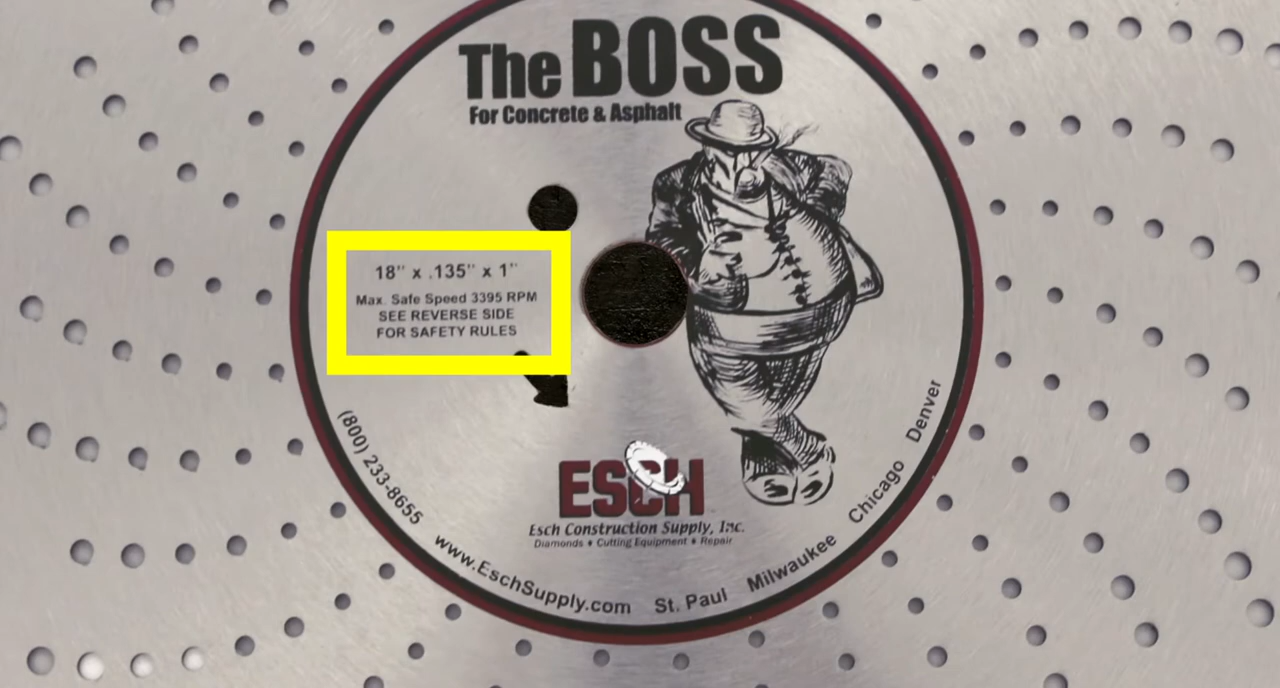 The BOSS
For Concrete & Asphalt
18" x .135" x 1"
Max. Safe Speed 3395 RPM
SEE REVERSE SIDE
FOR SAFETY RULES
ESCH
Esch Construction Supply, Inc.
Diamonds ♦ Cutting Equipment ♦ Repair
(800) 233-8655
www.EschSupply.com
St. Paul Milwaukee Chicago Denver